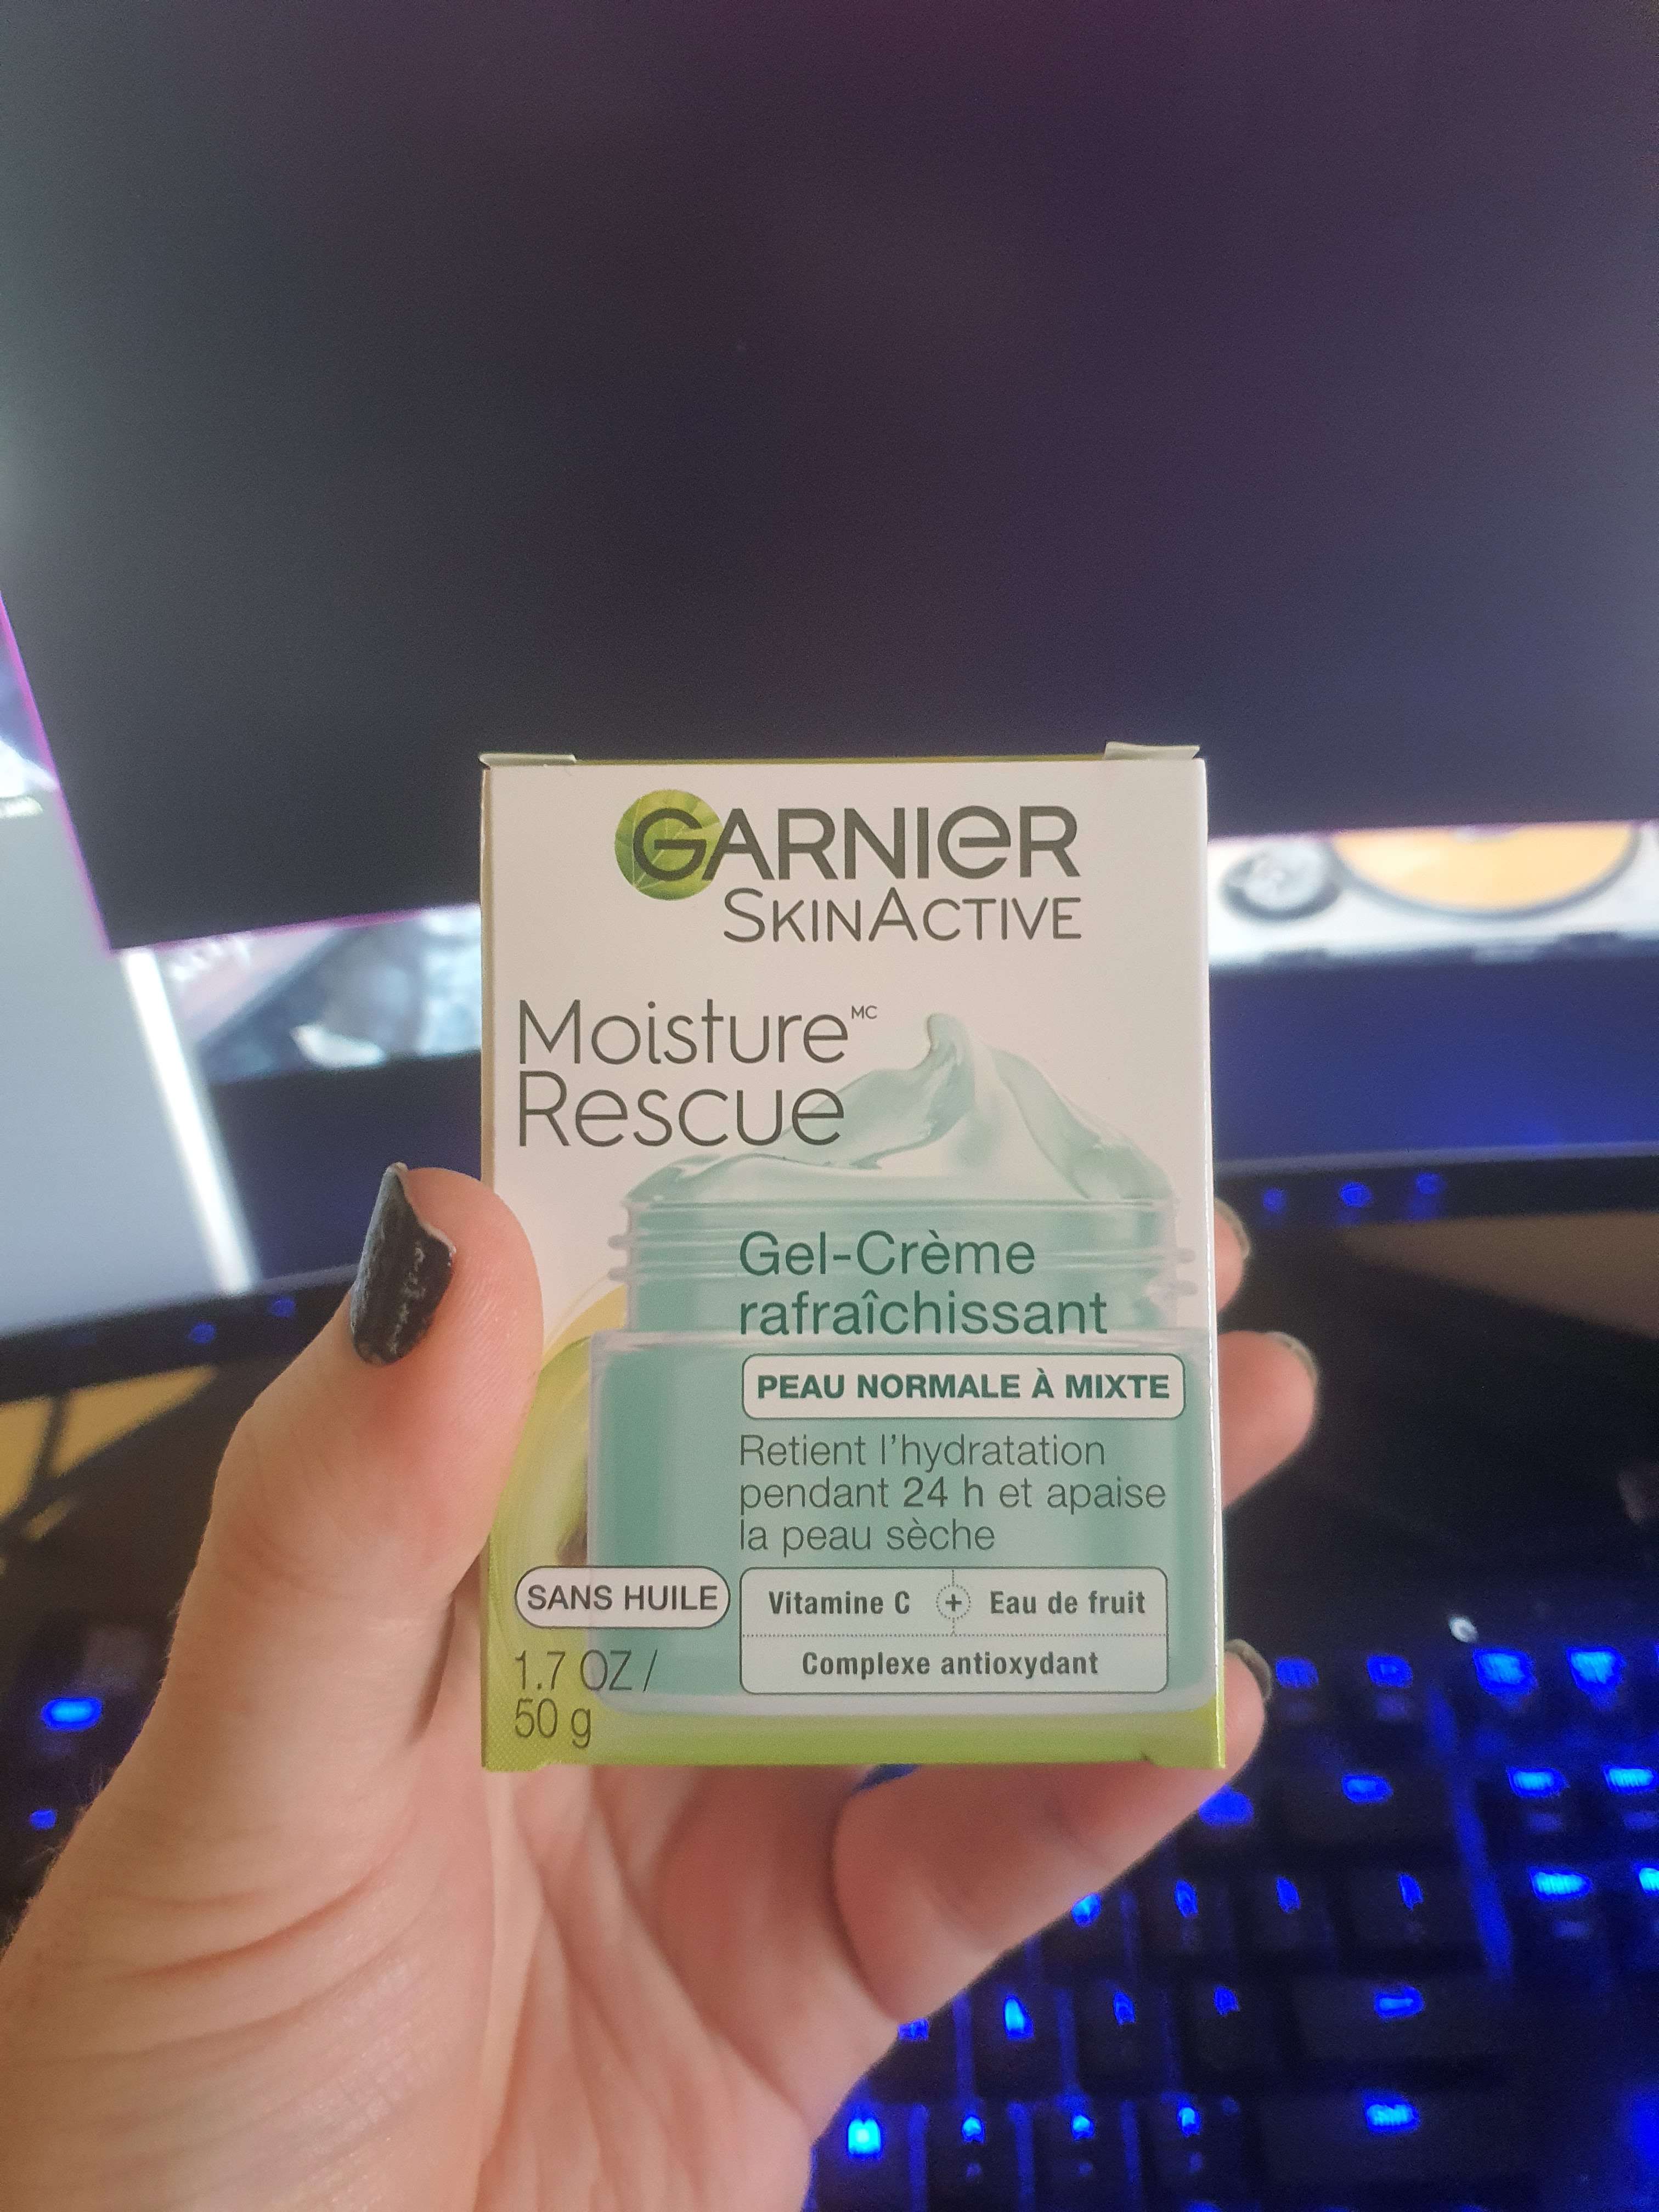 GARNIER
SKINACTIVE
Moisture MC
Rescue
Gel-Crème
rafraîchissant
PEAU NORMALE À MIXTE
Retient l'hydratation
pendant 24 h et apaise
la peau sèche
SANS HUILE
Vitamine C + Eau de fruit
Complexe antioxydant
1.7 OZ /
50 g